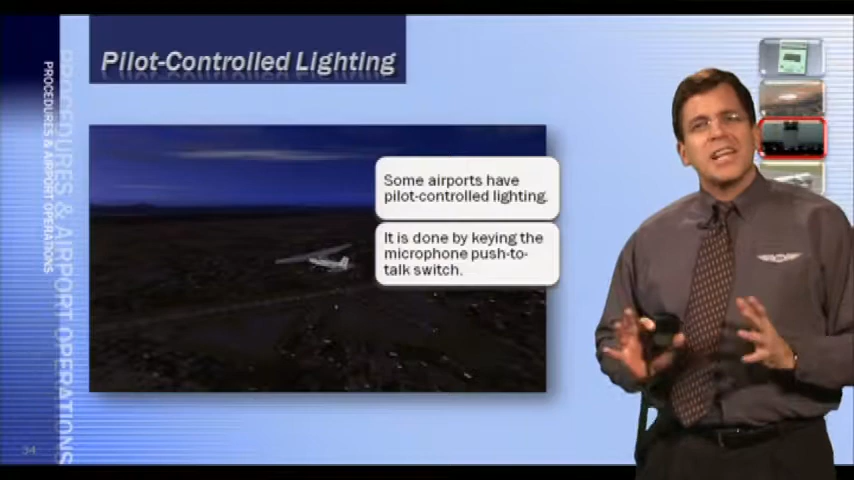 Pilot-Controlled Lighting
PROCEDURES & AIRPORT OPERATIONS
PROCEDURES & AIRPORT OPERATIONS
Some airports have
pilot-controlled lighting.
It is done by keying the
microphone push-to-
talk switch.
34